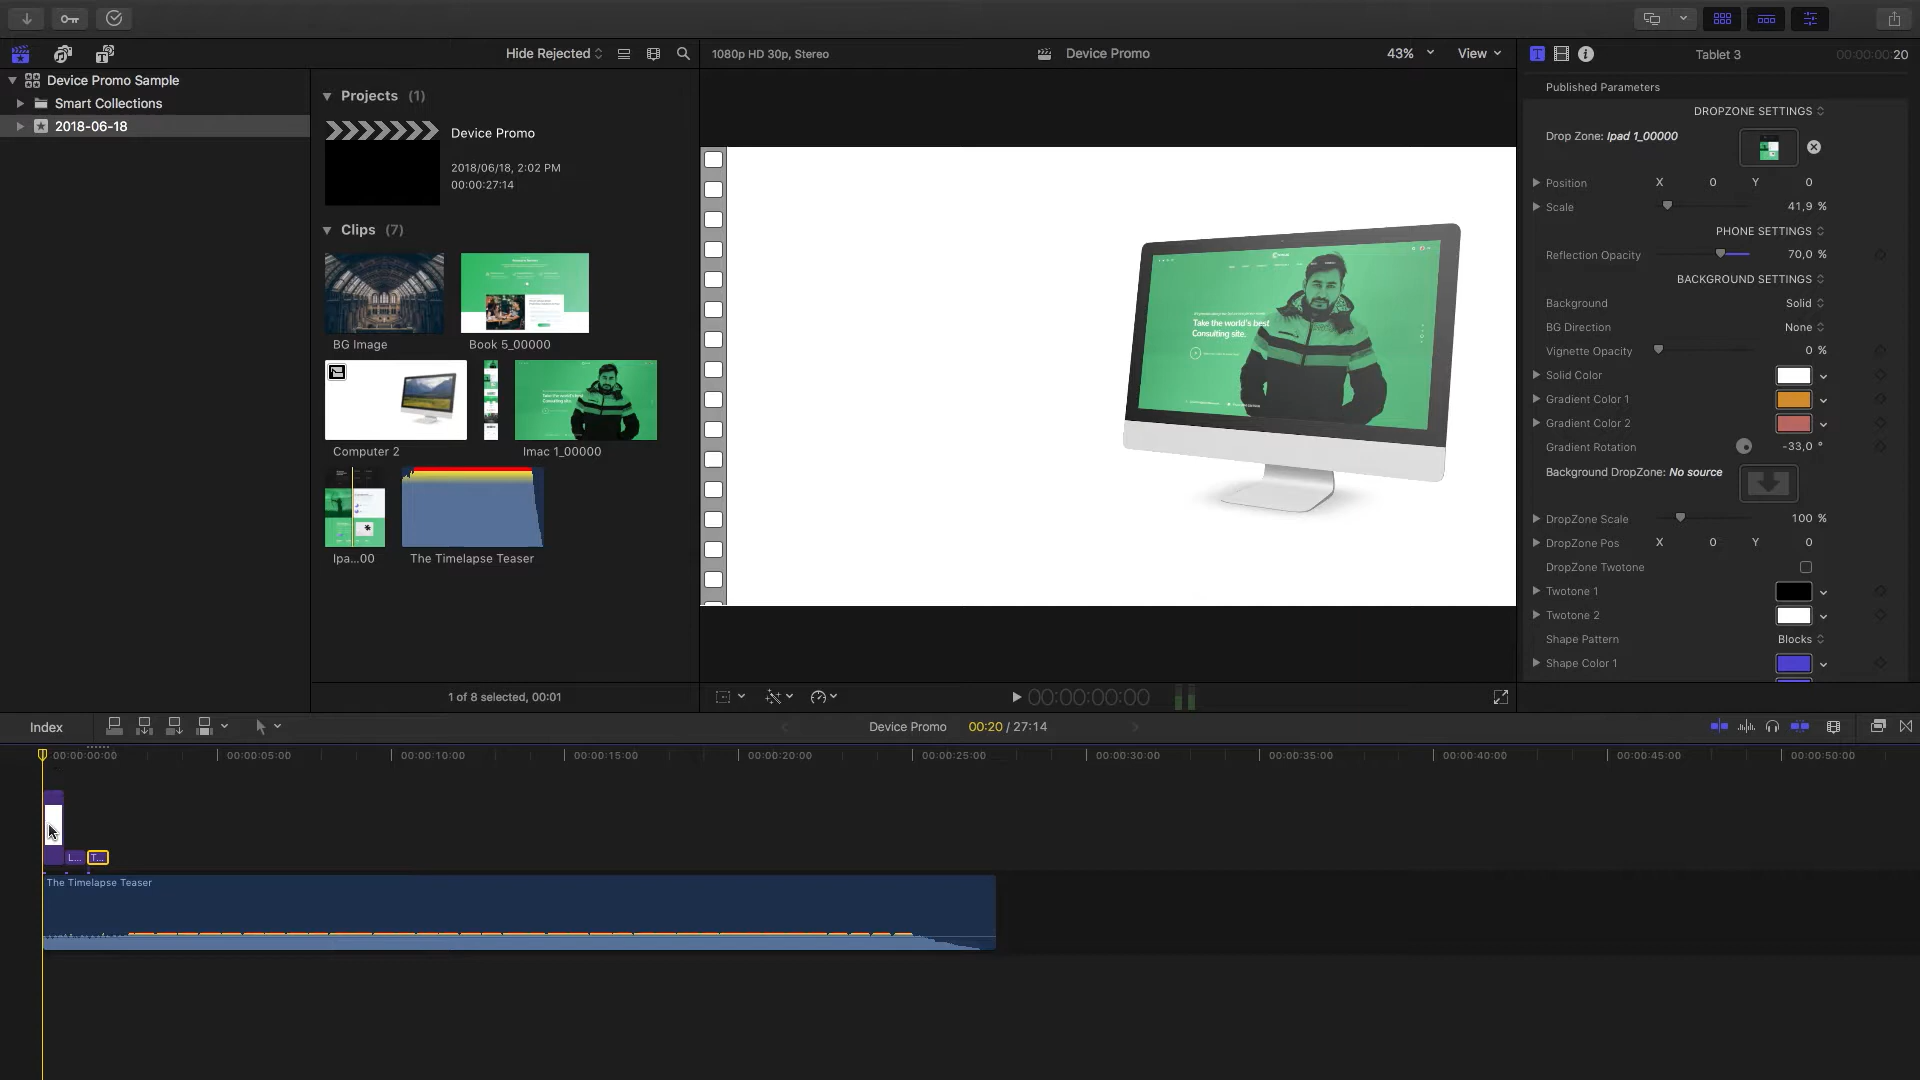 Hide Rejected
1080p HD 30p, Stereo
Device Promo
43%
View
Tablet 3
00:00:00:20
Device Promo Sample
Smart Collections
2018-06-18
Projects (1)
Device Promo
2018/06/18, 2:02 PM
00:00:27:14
Clips (7)
BG Image
Book 5_00000
Computer 2
Imac 1_00000
Ipa...00
The Timelapse Teaser
1 of 8 selected, 00:01
Take the world's best
Consulting site.
00:00:00:00
Published Parameters
DROPZONE SETTINGS
Drop Zone: Ipad 1_00000
Position X 0 Y 0
Scale 41,9 %
PHONE SETTINGS
Reflection Opacity 70,0 %
BACKGROUND SETTINGS
Background Solid
BG Direction None
Vignette Opacity 0 %
Solid Color
Gradient Color 1
Gradient Color 2
Gradient Rotation -33,0 °
Background DropZone: No source
DropZone Scale 100 %
DropZone Pos X 0 Y 0
DropZone Twotone
Twotone 1
Twotone 2
Shape Pattern Blocks
Shape Color 1
Index
Device Promo
00:20 / 27:14
00:00:00:00
00:00:05:00
00:00:10:00
00:00:15:00
00:00:20:00
00:00:25:00
00:00:30:00
00:00:35:00
00:00:40:00
00:00:45:00
00:00:50:00
L...
T...
The Timelapse Teaser